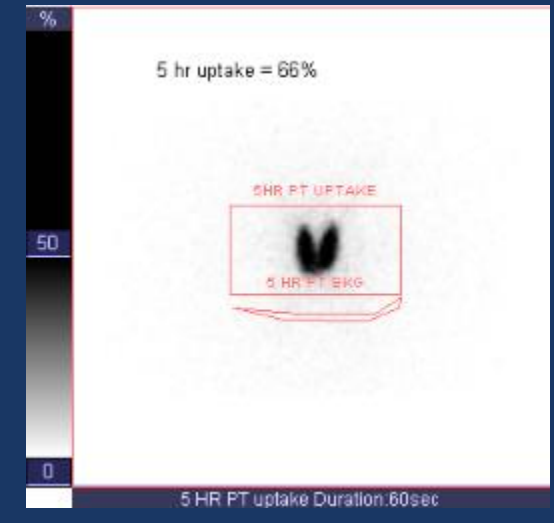 %
5 hr uptake = 66%
5HR PT UPTAKE
50
5 HR PT BKG
0
5 HR PT uptake Duration:60sec